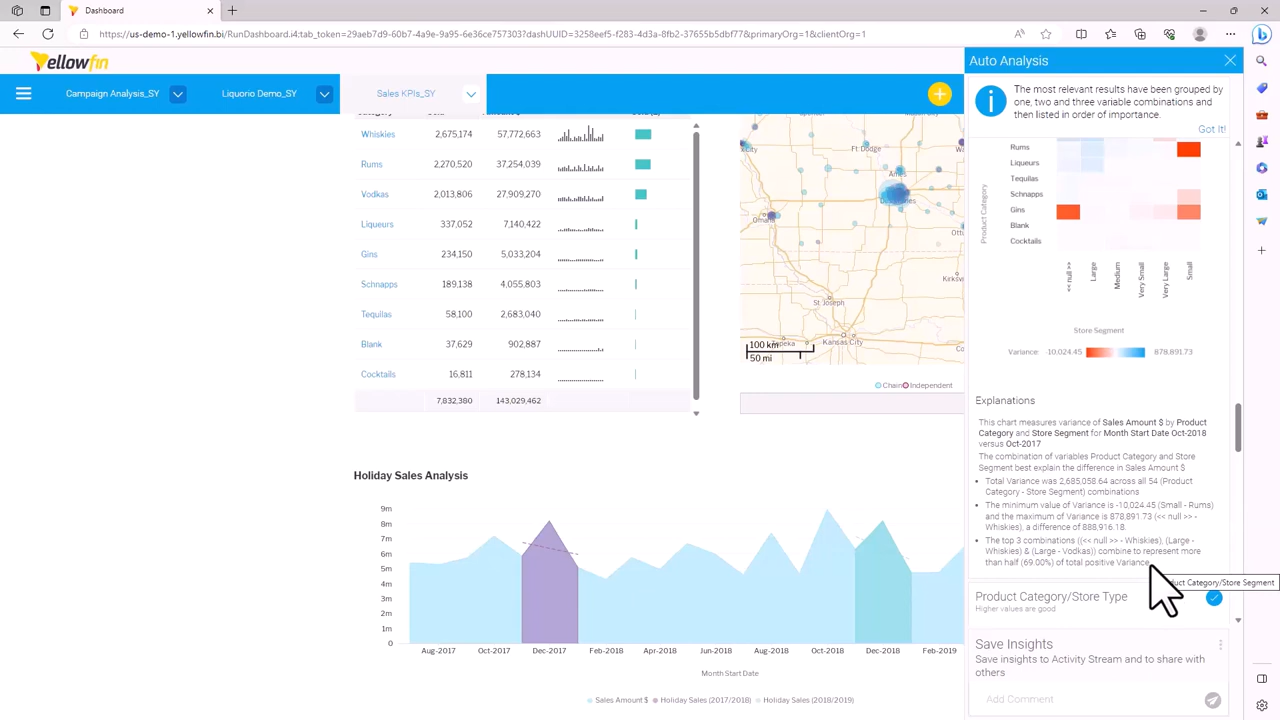 Dashboard
https://us-demo-1.yellowfin.bi/RunDashboard.i4:tab_token=29aeb7d9-60b7-4a9e-9a95-6e36ce757303?dashUUID=3258eef5-f283-4d3a-8fb2-37655b5dbf77&primaryOrg=1&clientOrg=1
yellowfin
Campaign Analysis_SY
Liquorio Demo_SY
Sales KPIs_SY
Whiskies 2,675,174 57,772,663
Rums 2,270,520 37,254,039
Vodkas 2,013,806 27,909,270
Liqueurs 337,052 7,140,422
Gins 234,150 5,033,204
Schnapps 189,138 4,055,803
Tequilas 58,100 2,683,040
Blank 37,629 902,887
Cocktails 16,811 278,134
7,832,380 143,029,462
Ft Dodge
Ames
Omaha
St Joseph
Kirksv
Kansas City
100 km
50 mi
Chain Independent
Holiday Sales Analysis
9m
8m
7m
6m
5m
4m
3m
2m
1m
0
Aug-2017 Oct-2017 Dec-2017 Feb-2018 Apr-2018 Jun-2018 Aug-2018 Oct-2018 Dec-2018 Feb-2019
Month Start Date
Sales Amount $ Holiday Sales (2017/2018) Holiday Sales (2018/2019)
Auto Analysis
The most relevant results have been grouped by
one, two and three variable combinations and
then listed in order of importance.
Got It!
Product Category
Rums
Liqueurs
Tequilas
Schnapps
Gins
Blank
Cocktails
<< null >>
Large
Medium
Very Small
Very Large
Small
Store Segment
Variance: -10,024.45 878,891.73
Explanations
This chart measures variance of Sales Amount $ by Product
Category and Store Segment for Month Start Date Oct-2018
versus Oct-2017
The combination of variables Product Category and Store
Segment best explain the difference in Sales Amount $
Total Variance was 2,685,058.64 across all 54 (Product
Category - Store Segment) combinations
The minimum value of Variance is -10,024.45 (Small - Rums)
and the maximum of Variance is 878,891.73 (<< null >> -
Whiskies), a difference of 888,916.18.
The top 3 combinations ((<< null >> - Whiskies), (Large -
Whiskies & (Large - Vodkas)) combine to represent more
than half (69.00%) of total positive Variance.
duct Category/Store Segment
Product Category/Store Type
Higher values are good
Save Insights
Save insights to Activity Stream and to share with
others
Add Comment